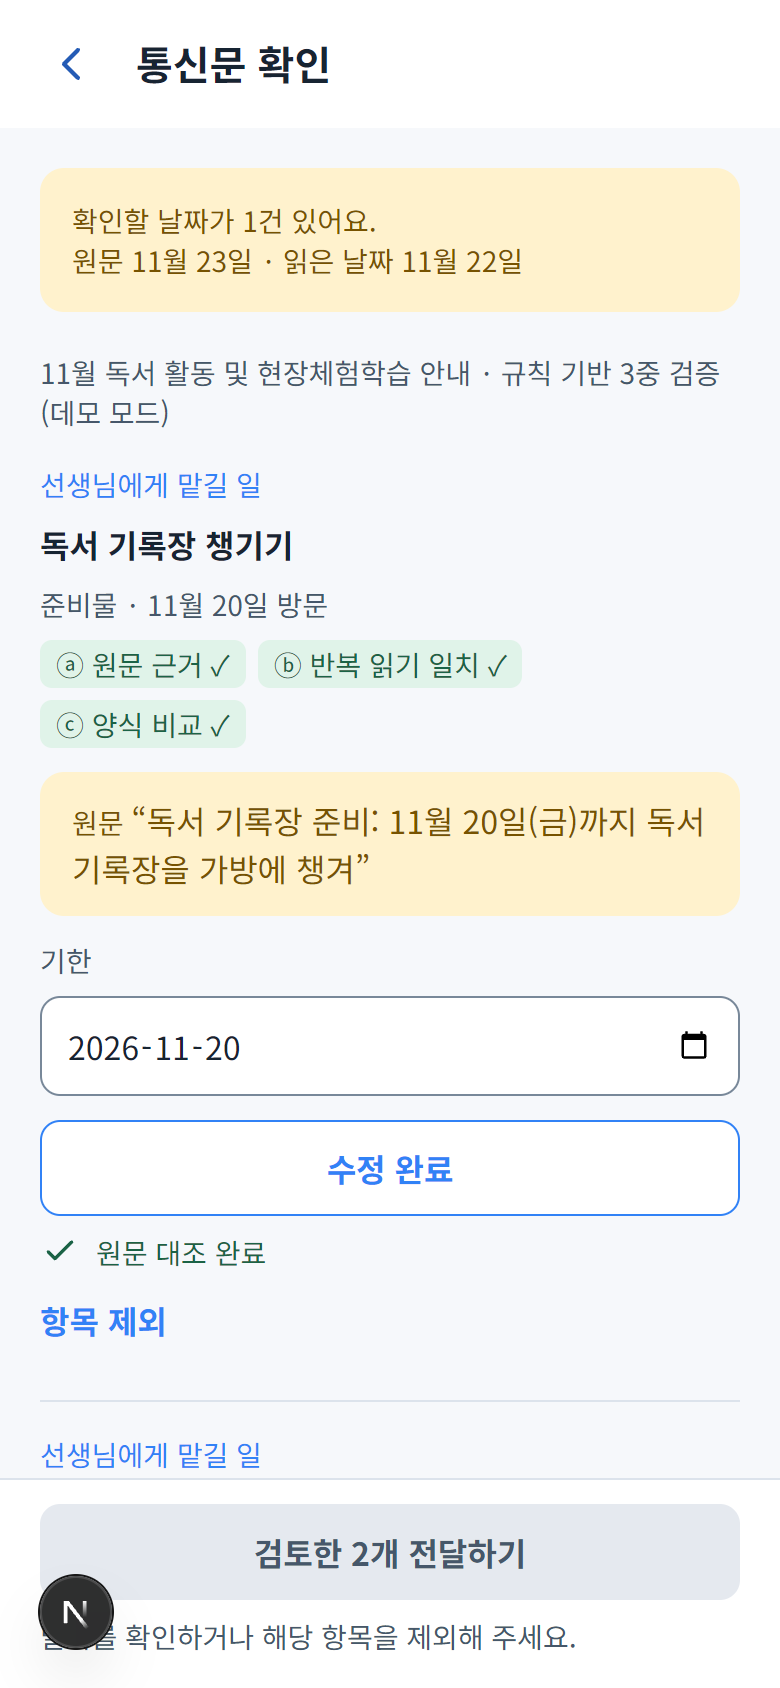 통신문 확인
확인할 날짜가 1건 있어요.
원문 11월 23일 · 읽은 날짜 11월 22일
11월 독서 활동 및 현장체험학습 안내 · 규칙 기반 3중 검증
(데모 모드)
선생님에게 맡길 일
독서 기록장 챙기기
준비물 · 11월 20일 방문
ⓐ 원문 근거 ✓ ⓑ 반복 읽기 일치 ✓
ⓒ 양식 비교 ✓
원문 “독서 기록장 준비: 11월 20일(금)까지 독서
기록장을 가방에 챙겨”
기한
2026-11-20
수정 완료
원문 대조 완료
항목 제외
선생님에게 맡길 일
검토한 2개 전달하기
N
확인하거나 해당 항목을 제외해 주세요.